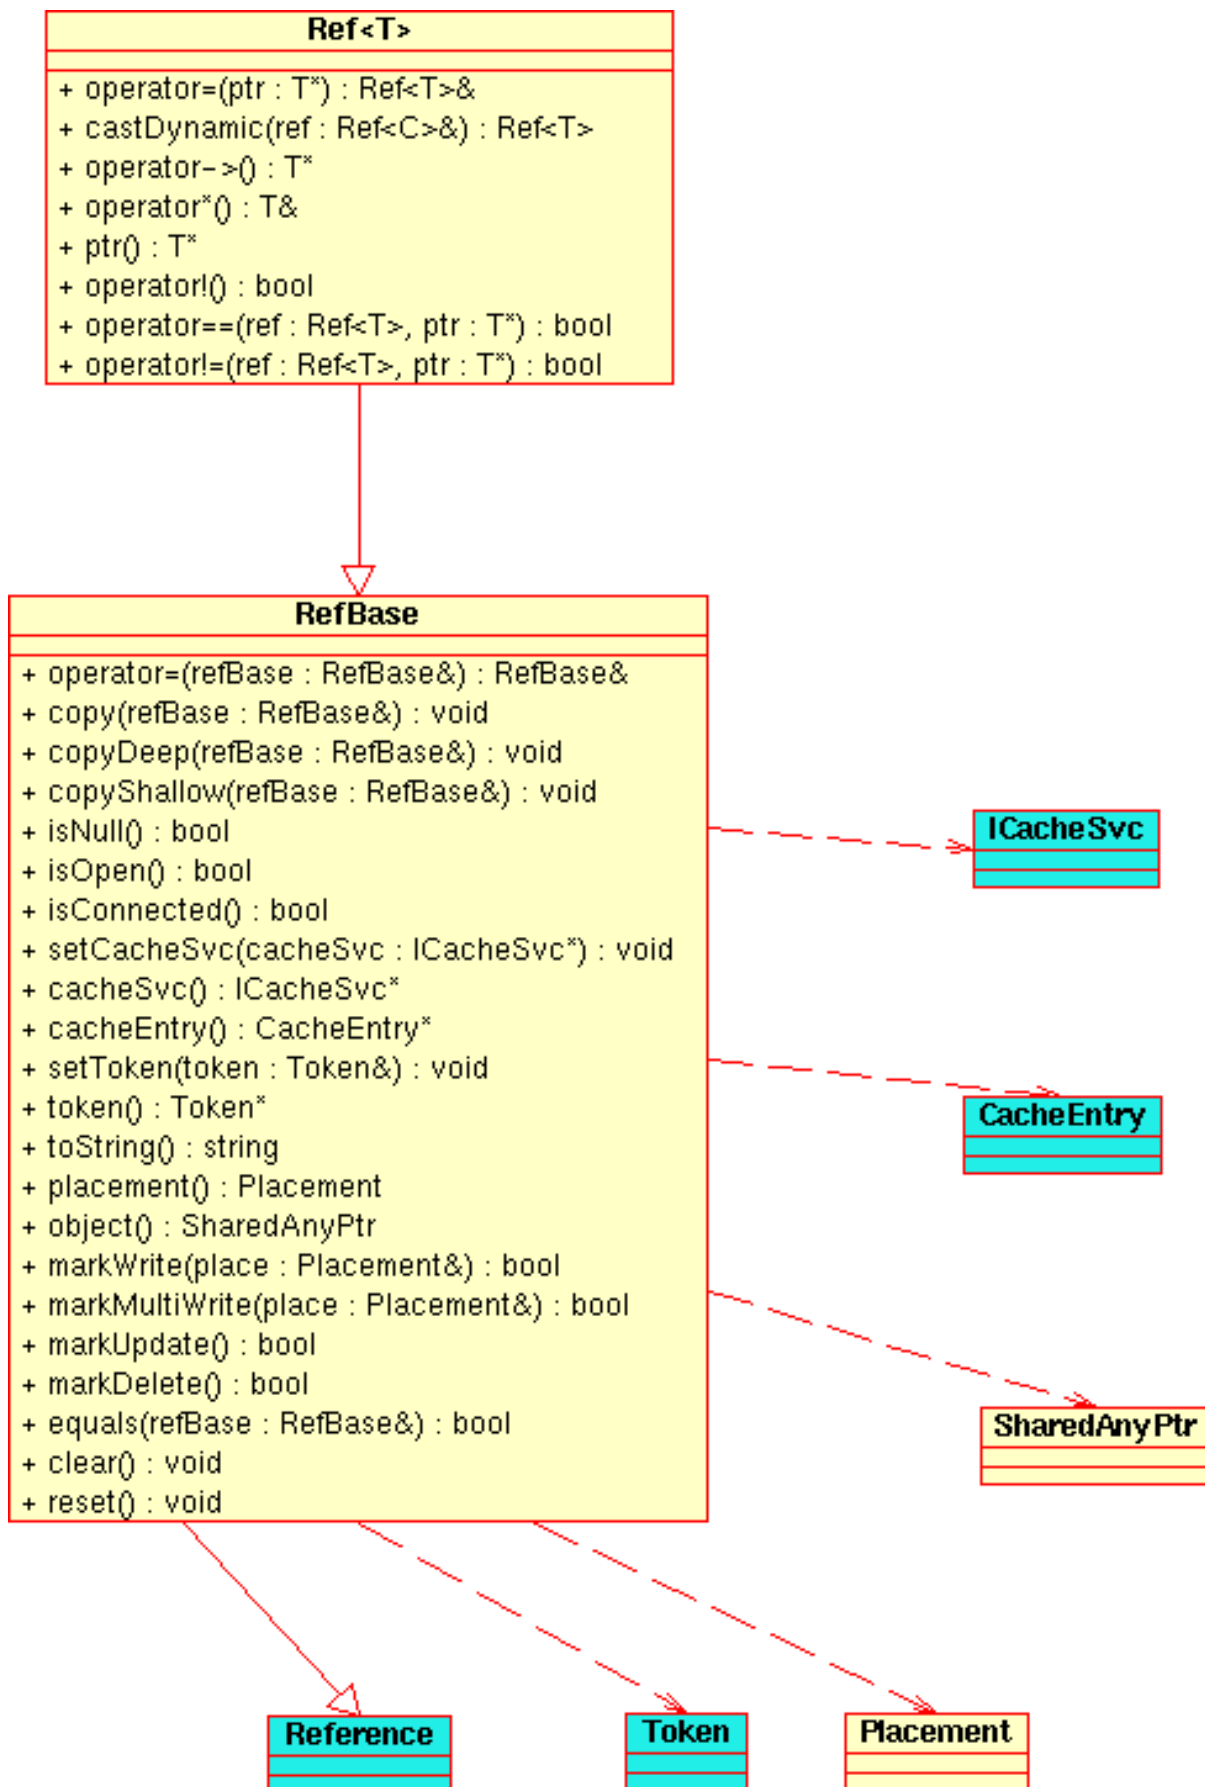 Ref<T>
+ operator=(ptr : T*) : Ref<T>&
+ castDynamic(ref : Ref<C>&) : Ref<T>
+ operator->() : T*
+ operator*() : T&
+ ptr() : T*
+ operator!() : bool
+ operator==(ref : Ref<T>, ptr : T*) : bool
+ operator!=(ref : Ref<T>, ptr : T*) : bool
RefBase
+ operator=(refBase : RefBase&) : RefBase&
+ copy(refBase : RefBase&) : void
+ copyDeep(refBase : RefBase&) : void
+ copyShallow(refBase : RefBase&) : void
+ isNull() : bool
+ isOpen() : bool
+ isConnected() : bool
+ setCacheSvc(cacheSvc : ICacheSvc*) : void
+ cacheSvc() : ICacheSvc*
+ cacheEntry() : CacheEntry*
+ setToken(token : Token&) : void
+ token() : Token*
+ toString() : string
+ placement() : Placement
+ object() : SharedAnyPtr
+ markWrite(place : Placement&) : bool
+ markMultiWrite(place : Placement&) : bool
+ markUpdate() : bool
+ markDelete() : bool
+ equals(refBase : RefBase&) : bool
+ clear() : void
+ reset() : void
ICacheSvc
CacheEntry
SharedAnyPtr
Reference
Token
Placement